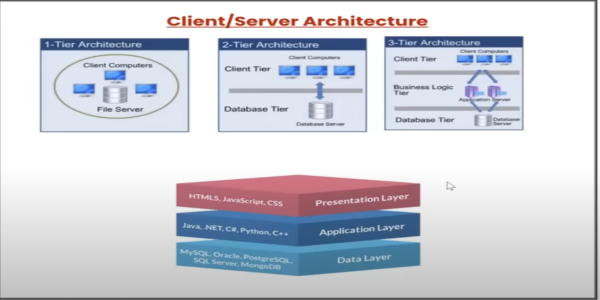 Client/Server Architecture
1-Tier Architecture
Client Computers
File Server
2-Tier Architecture
Client Computers
Client Tier
Database Tier
Database Server
3-Tier Architecture
Client Computers
Client Tier
Business Logic
Tier
Application Server
Database Tier
Database
Server
HTML5, JavaScript, CSS
Presentation Layer
Java, .NET, C#, Python, C++
Application Layer
MySQL, Oracle, PostgreSQL,
SQL Server, MongoDB
Data Layer